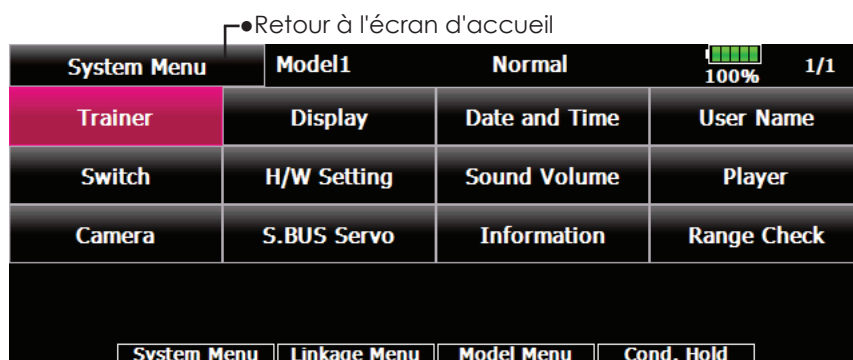 Retour à l'écran d'accueil
System Menu Model1 Normal 100% 1/1
Trainer Display Date and Time User Name
Switch H/W Setting Sound Volume Player
Camera S.BUS Servo Information Range Check
System Menu Linkage Menu Model Menu Cond. Hold